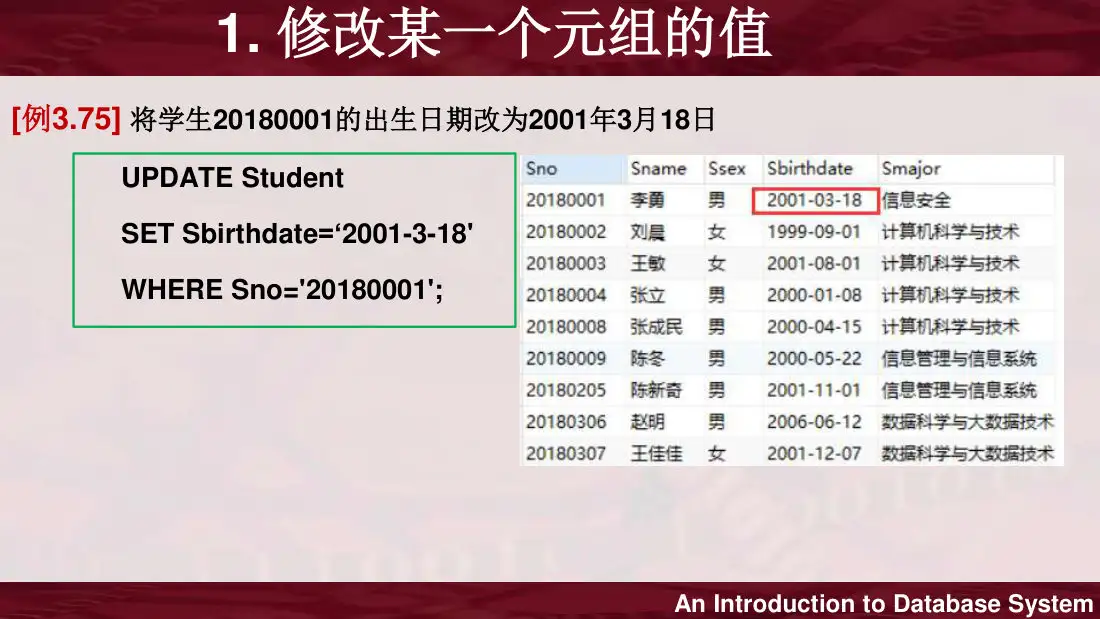 1. 修改某一个元组的值
[例3.75] 将学生20180001的出生日期改为2001年3月18日
UPDATE Student
SET Sbirthdate=‘2001-3-18'
WHERE Sno='20180001';
Sno Sname Ssex Sbirthdate Smajor
20180001 李勇 男 2001-03-18 信息安全
20180002 刘晨 女 1999-09-01 计算机科学与技术
20180003 王敏 女 2001-08-01 计算机科学与技术
20180004 张立 男 2000-01-08 计算机科学与技术
20180008 张成民 男 2000-04-15 计算机科学与技术
20180009 陈冬 男 2000-05-22 信息管理与信息系统
20180205 陈新奇 男 2001-11-01 信息管理与信息系统
20180306 赵明 男 2006-06-12 数据科学与大数据技术
20180307 王佳佳 女 2001-12-07 数据科学与大数据技术
An Introduction to Database System